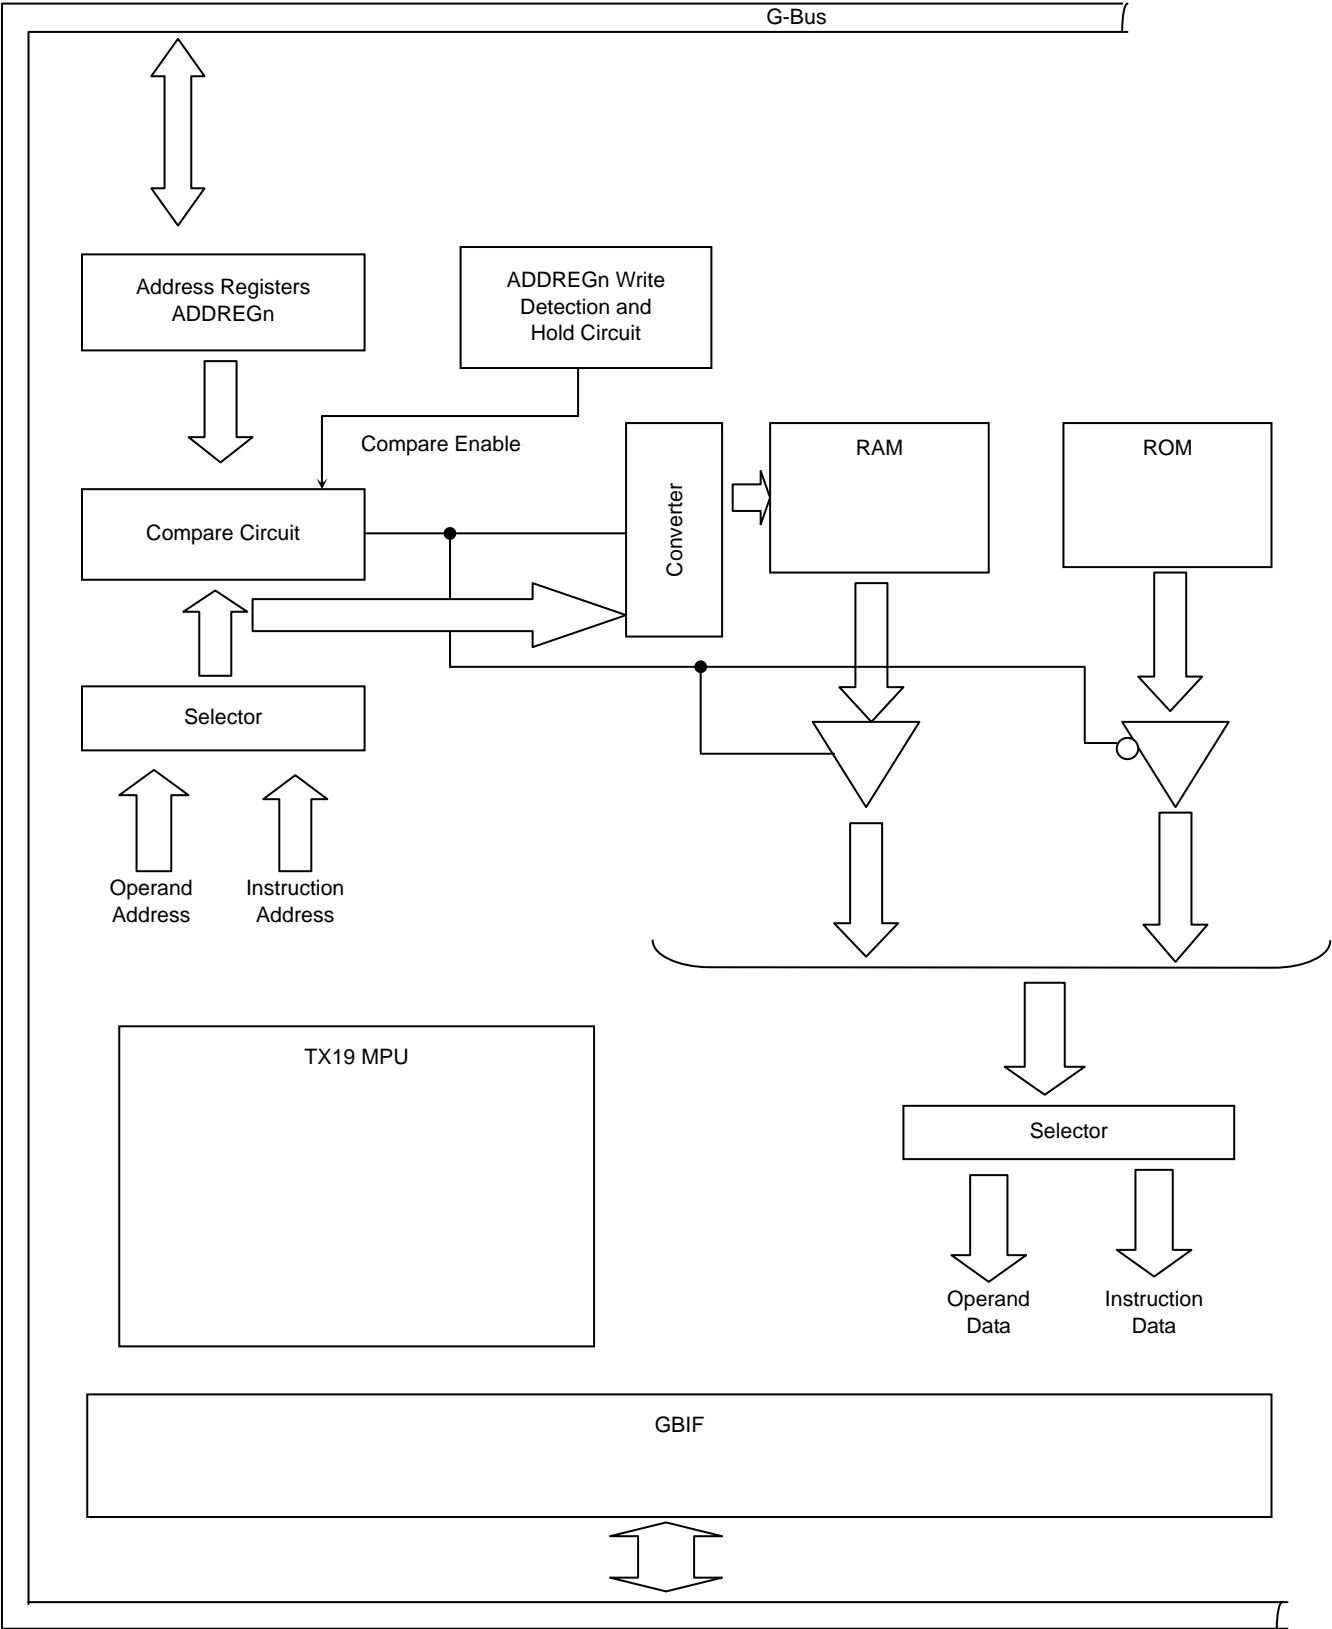 G-Bus
Address Registers
ADDREGn
ADDREGn Write
Detection and
Hold Circuit
Compare Enable
RAM
ROM
Compare Circuit
Converter
Selector
Operand
Address
Instruction
Address
TX19 MPU
Selector
Operand
Data
Instruction
Data
GBIF